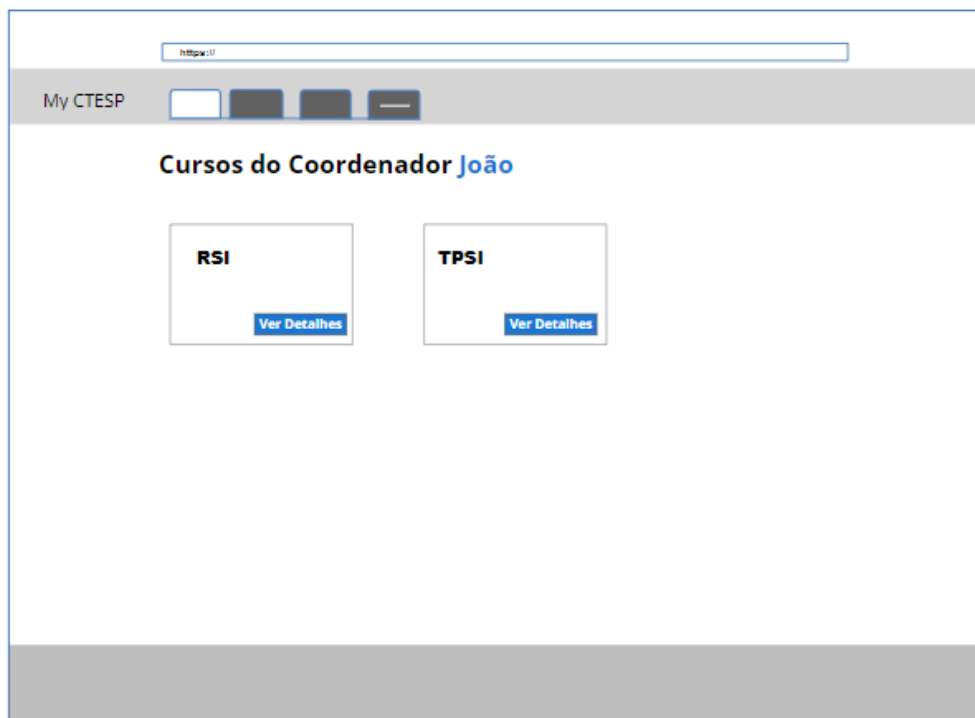 https://
My CTESP
Cursos do Coordenador João
RSI
TPSI
Ver Detalhes
Ver Detalhes